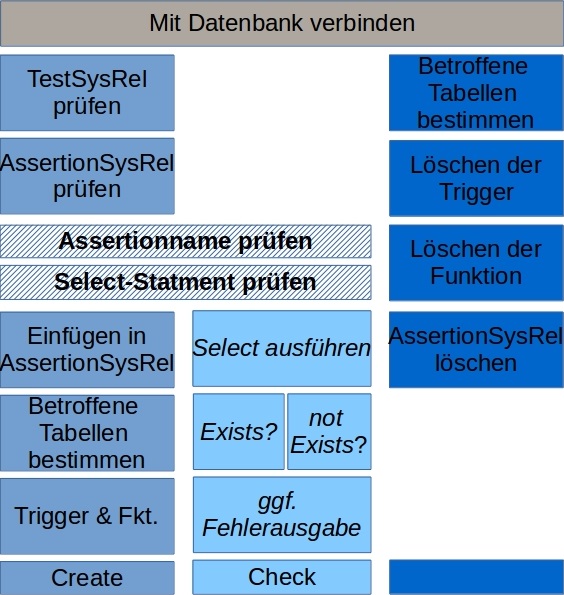 Mit Datenbank verbinden
TestSysRel
prüfen
Betroffene
Tabellen
bestimmen
AssertionSysRel
prüfen
Löschen der
Trigger
Assertionname prüfen
Select-Statment prüfen
Löschen der
Funktion
Einfügen in
AssertionSysRel
Select ausführen
AssertionSysRel
löschen
Betroffene
Tabellen
bestimmen
Exists?
not
Exists?
Trigger & Fkt.
ggf.
Fehlerausgabe
Create
Check